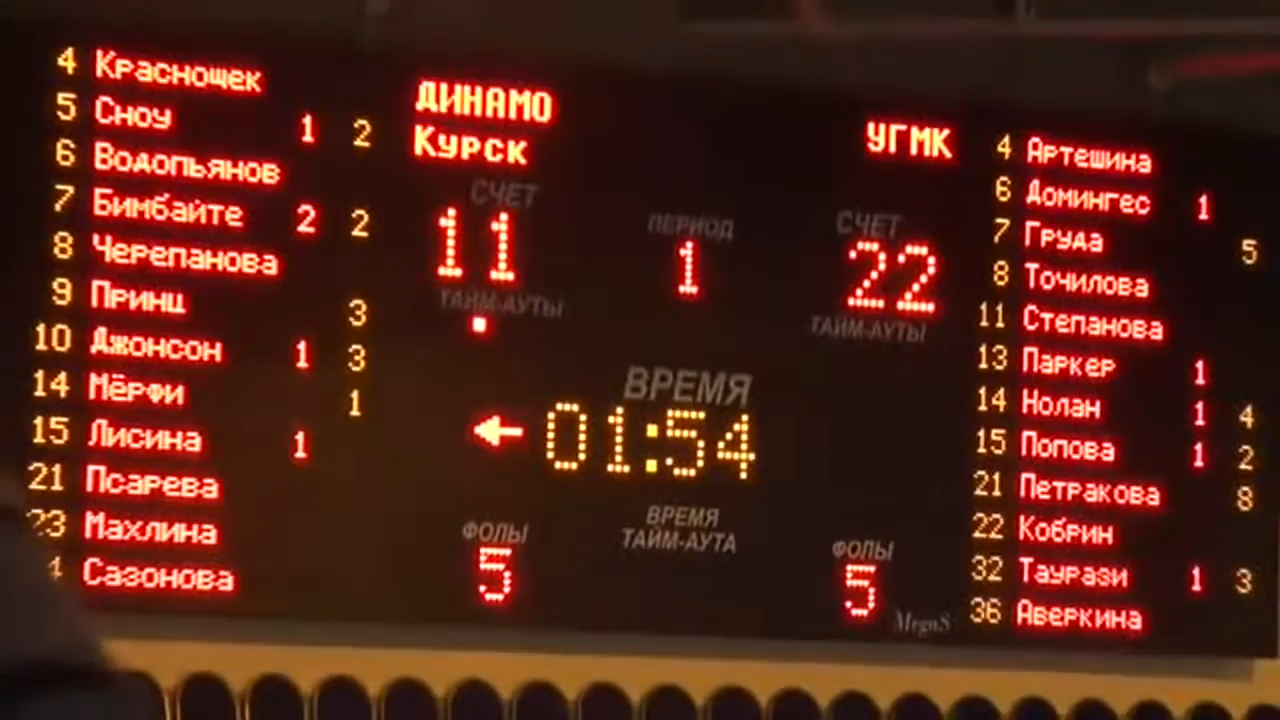 4 Краснощек
5 Сноу 1 2
6 Водопьянов
7 Бимбайте 2 2
8 Черепанова
9 Принц 3
10 Джонсон 1 3
14 Мёрфи 1
15 Лисина 1
21 Псарева
23 Махлина
Сазонова
ДИНАМО
Курск
СЧЕТ
11
ТАЙМ-АУТЫ
ПЕРИОД
1
УГМК
СЧЕТ
22
ТАЙМ-АУТЫ
ВРЕМЯ
01:54
ВРЕМЯ
ТАЙМ-АУТА
ФОЛЫ
5
ФОЛЫ
5
MegaS
4 Артешина
6 Домингес 1
7 Груда 5
8 Точилова
11 Степанова
13 Паркер 1
14 Нолан 1 4
15 Попова 1 2
21 Петракова 8
22 Кобрин
32 Таурази 1 3
36 Аверкина